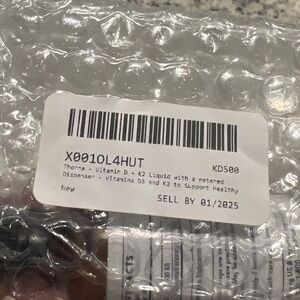 X001OL4HUT KD500
Thorne - Vitamin D + K2 Liquid with a metered
Dispenser - Vitamins D3 and K2 to Support Healthy
New
SELL BY 01/2025